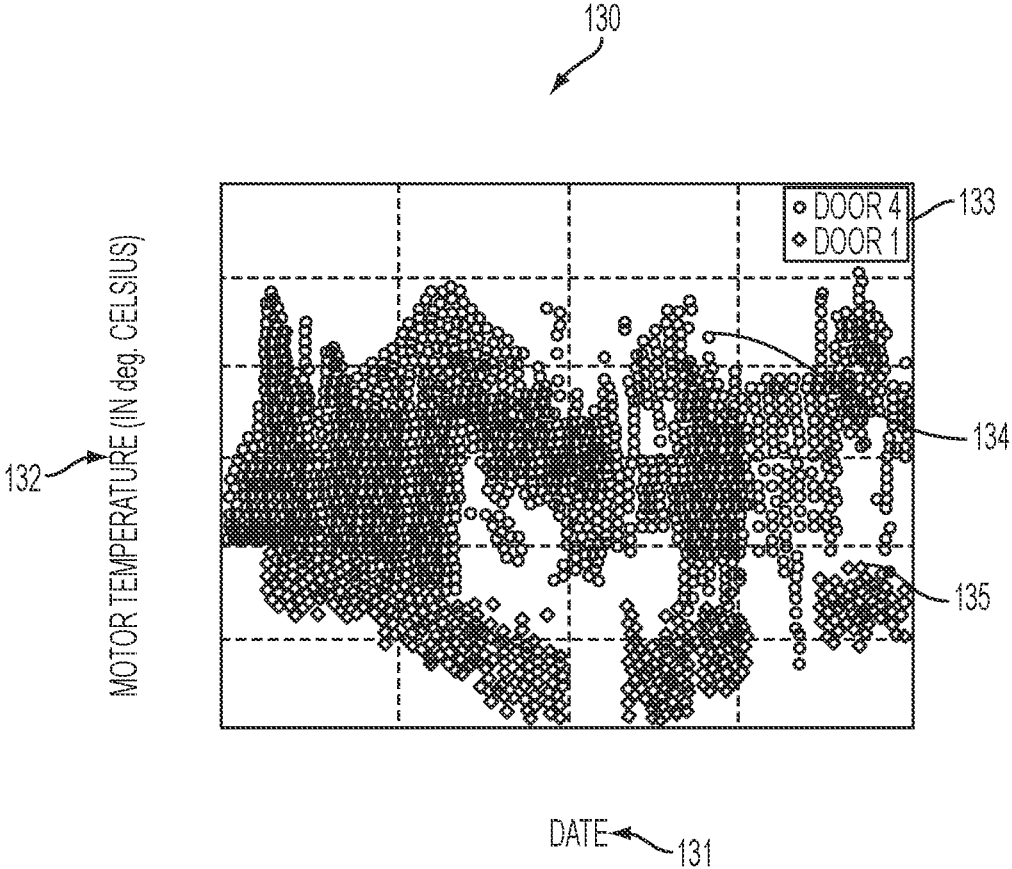 130
DOOR 4
DOOR 1
133
MOTOR TEMPERATURE (IN deg. CELSIUS)
132
134
135
DATE
131